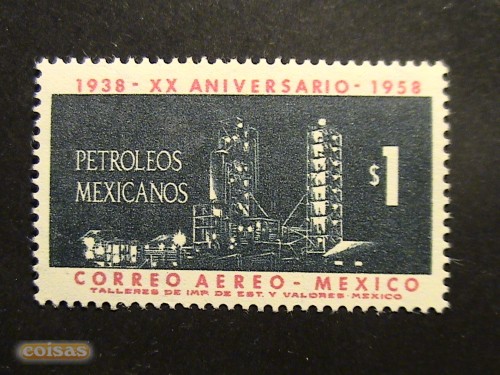 1938 - XX ANIVERSARIO - 1958
PETROLEOS
MEXICANOS
$1
CORREO AEREO - MEXICO
TALLERES DE IMP. DE EST. Y VALORES-MEXICO
coisas